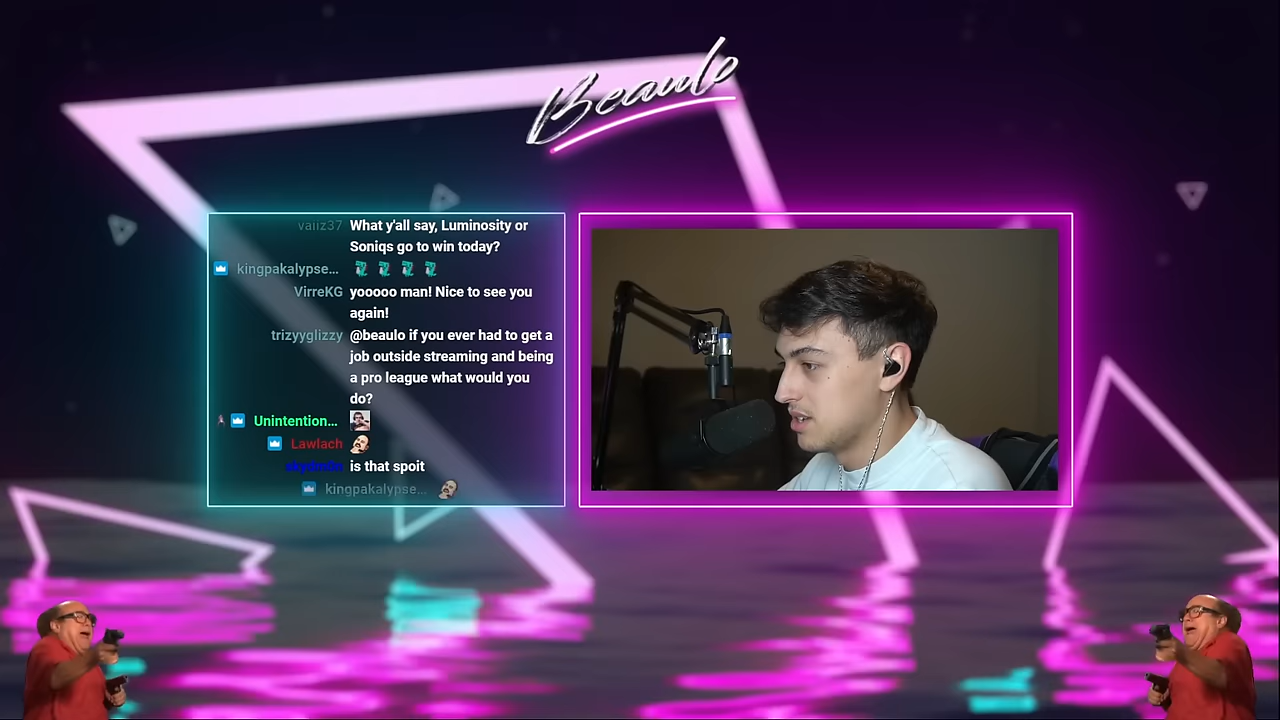 Beaulo
vaiiz37 What y'all say, Luminosity or
Soniqs go to win today?
kingpakalypse...
VirreKG yooooo man! Nice to see you
again!
trizyyglizzy @beaulo if you ever had to get a
job outside streaming and being
a pro league what would you
do?
Unintention...
Lawlach
is that spoit
kingpakalypse...